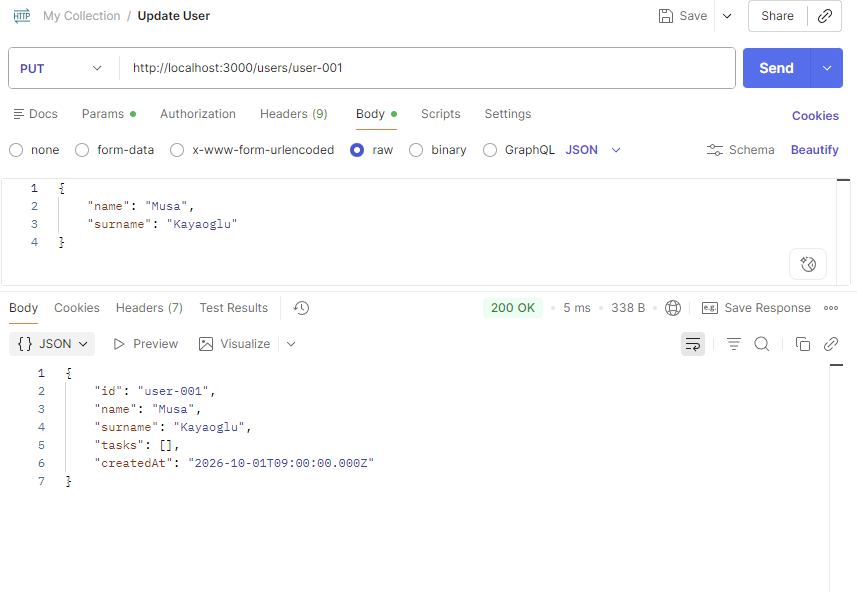 HTTP My Collection / Update User Save Share
PUT http://localhost:3000/users/user-001 Send
Docs Params Authorization Headers (9) Body Scripts Settings Cookies
none form-data x-www-form-urlencoded raw binary GraphQL JSON Schema Beautify
1 {
2 "name": "Musa",
3 "surname": "Kayaoglu"
4 }
Body Cookies Headers (7) Test Results 200 OK 5 ms 338 B e.g. Save Response
{} JSON Preview Visualize
1 {
2 "id": "user-001",
3 "name": "Musa",
4 "surname": "Kayaoglu",
5 "tasks": [],
6 "createdAt": "2026-10-01T09:00:00.000Z"
7 }